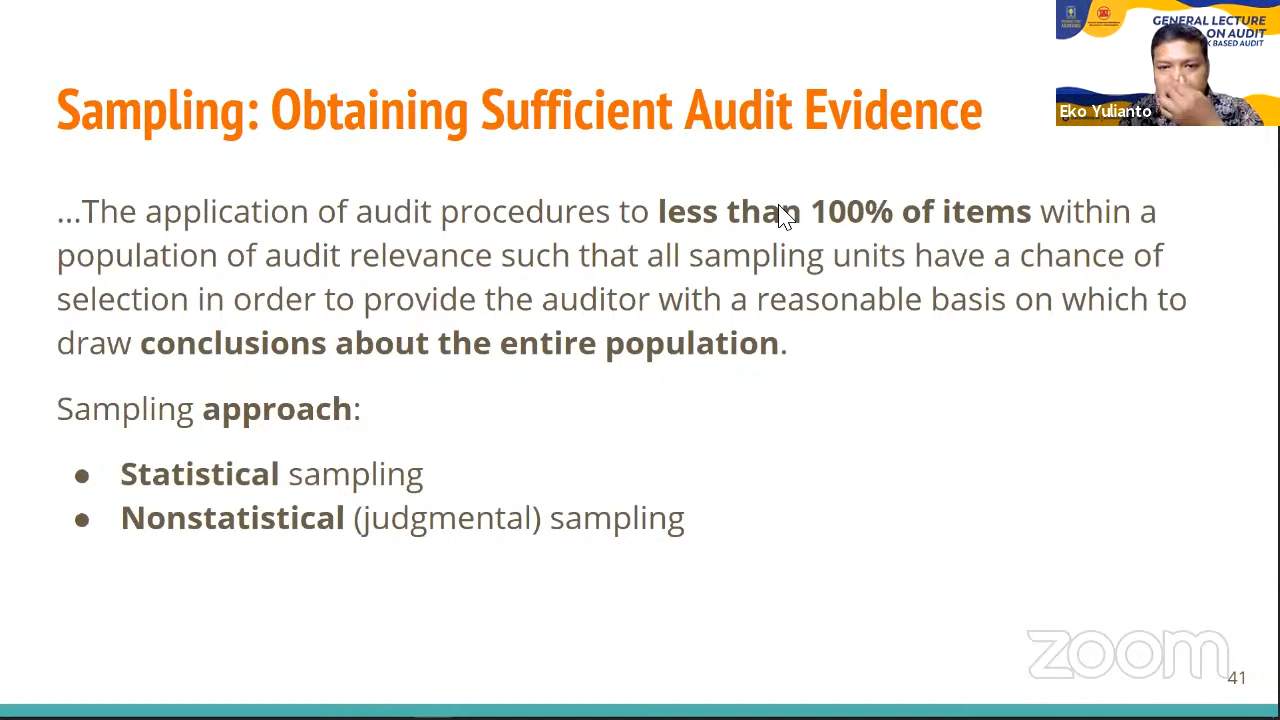 GENERAL LECTURE
ON AUDIT
K BASED AUDIT
Eko Yulianto
Sampling: Obtaining Sufficient Audit Evidence
...The application of audit procedures to less than 100% of items within a
population of audit relevance such that all sampling units have a chance of
selection in order to provide the auditor with a reasonable basis on which to
draw conclusions about the entire population.
Sampling approach:
● Statistical sampling
● Nonstatistical (judgmental) sampling
zoom
41